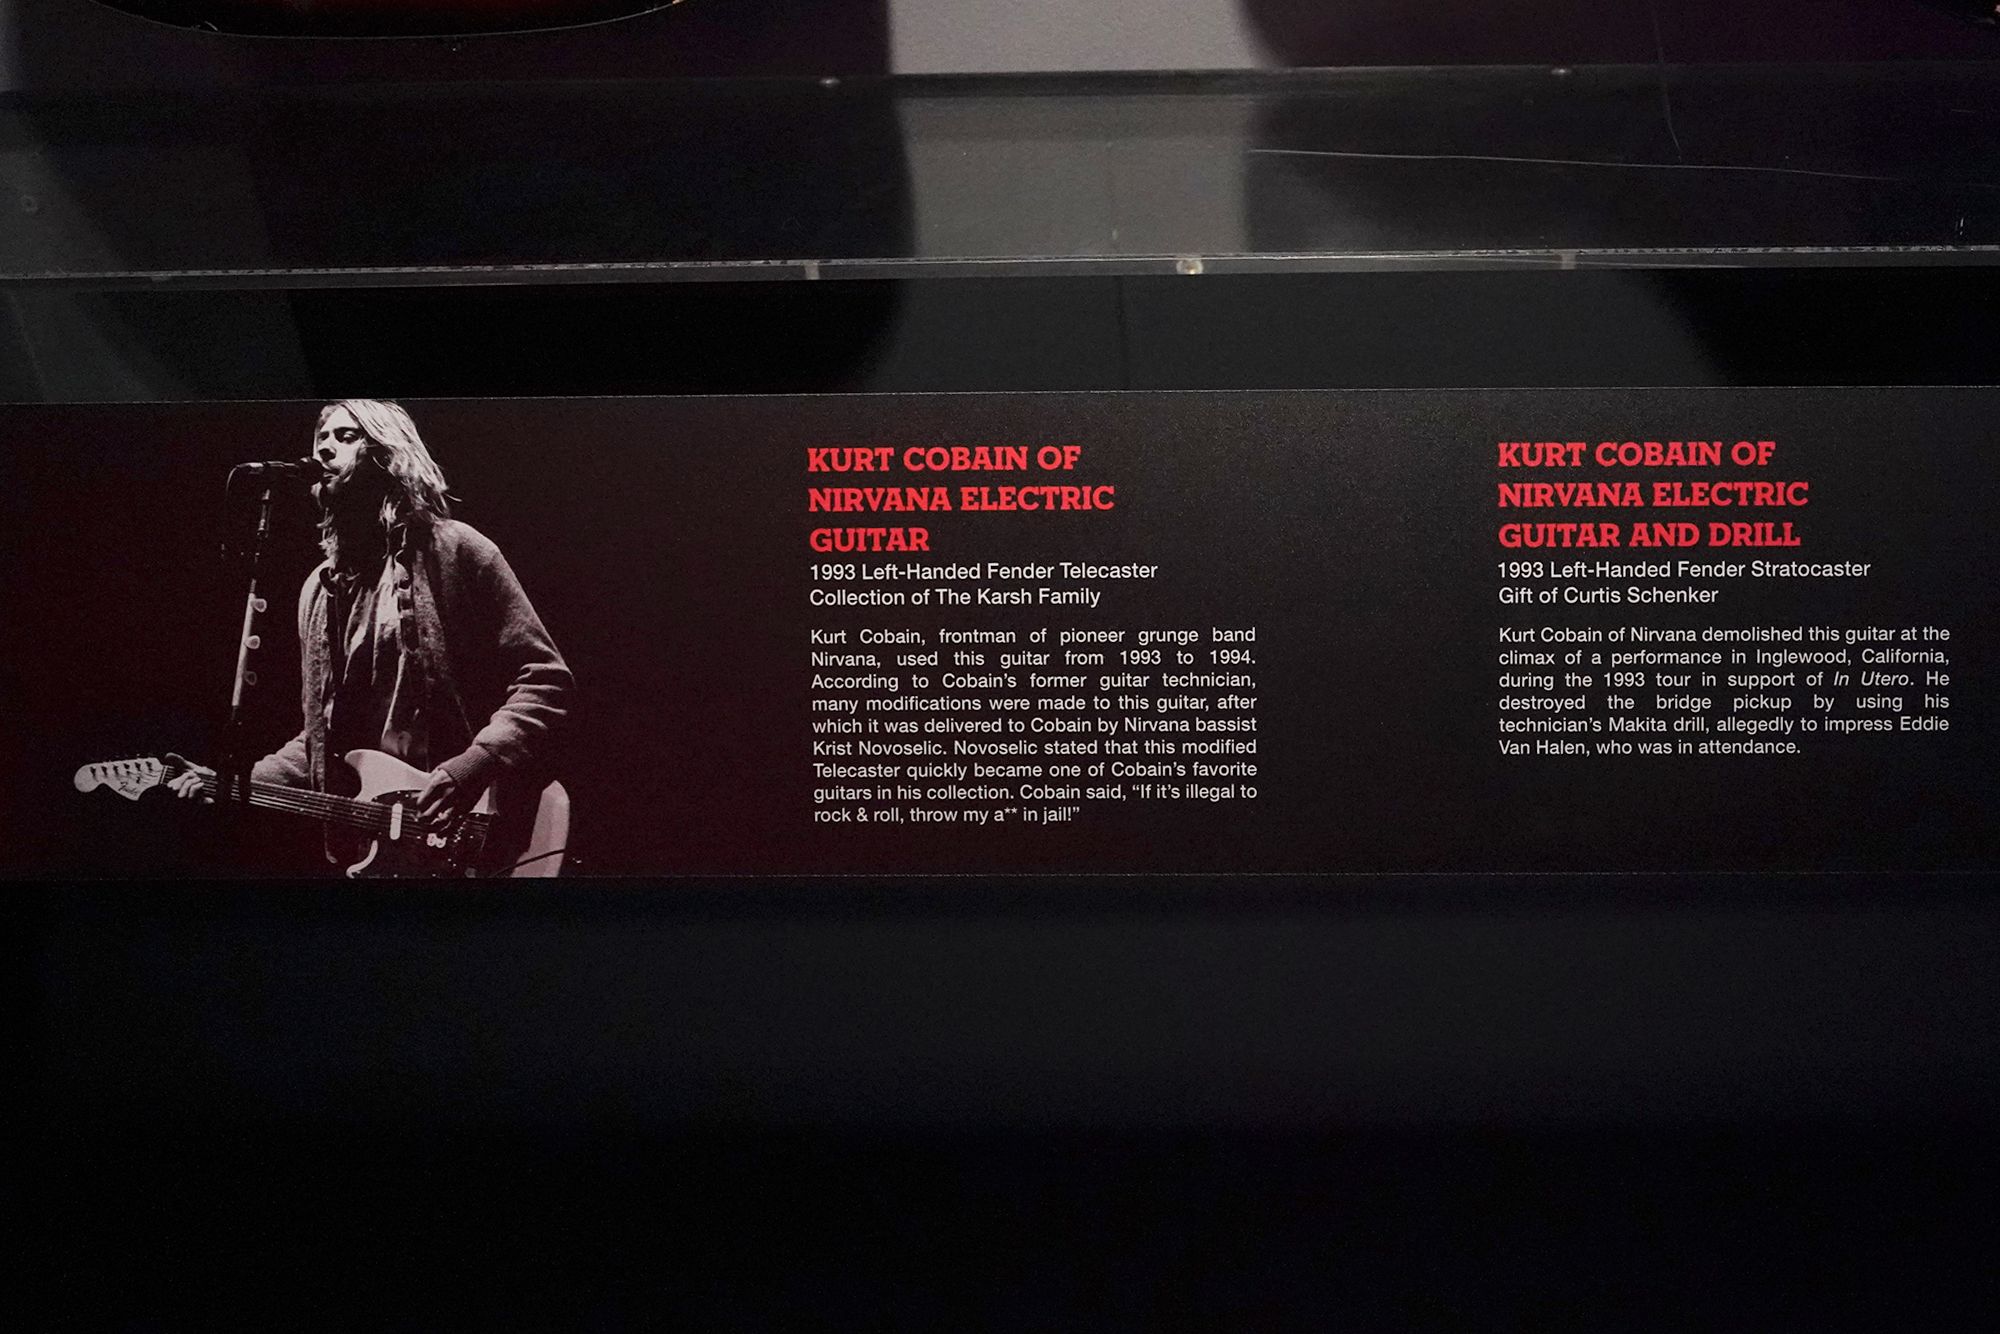 KURT COBAIN OF
NIRVANA ELECTRIC
GUITAR
1993 Left-Handed Fender Telecaster
Collection of The Karsh Family
Kurt Cobain, frontman of pioneer grunge band
Nirvana, used this guitar from 1993 to 1994.
According to Cobain's former guitar technician,
many modifications were made to this guitar, after
which it was delivered to Cobain by Nirvana bassist
Krist Novoselic. Novoselic stated that this modified
Telecaster quickly became one of Cobain's favorite
guitars in his collection. Cobain said, “If it's illegal to
rock & roll, throw my a** in jail!”
KURT COBAIN OF
NIRVANA ELECTRIC
GUITAR AND DRILL
1993 Left-Handed Fender Stratocaster
Gift of Curtis Schenker
Kurt Cobain of Nirvana demolished this guitar at the
climax of a performance in Inglewood, California,
during the 1993 tour in support of In Utero. He
destroyed the bridge pickup by using his
technician's Makita drill, allegedly to impress Eddie
Van Halen, who was in attendance.